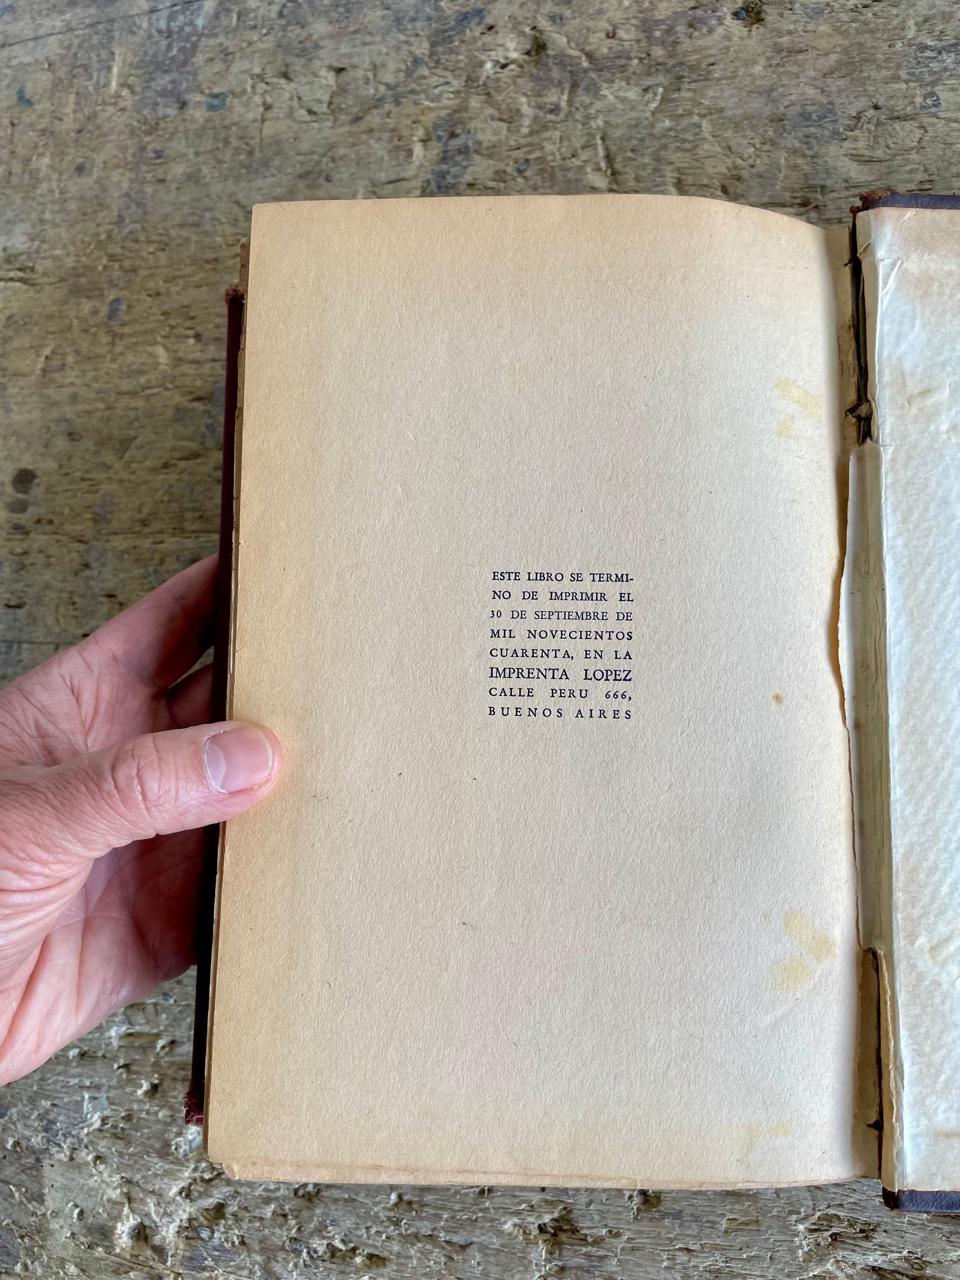 ESTE LIBRO SE TERMI-
NO DE IMPRIMIR EL
30 DE SEPTIEMBRE DE
MIL NOVECIENTOS
CUARENTA, EN LA
IMPRENTA LOPEZ
CALLE PERU 666,
BUENOS AIRES